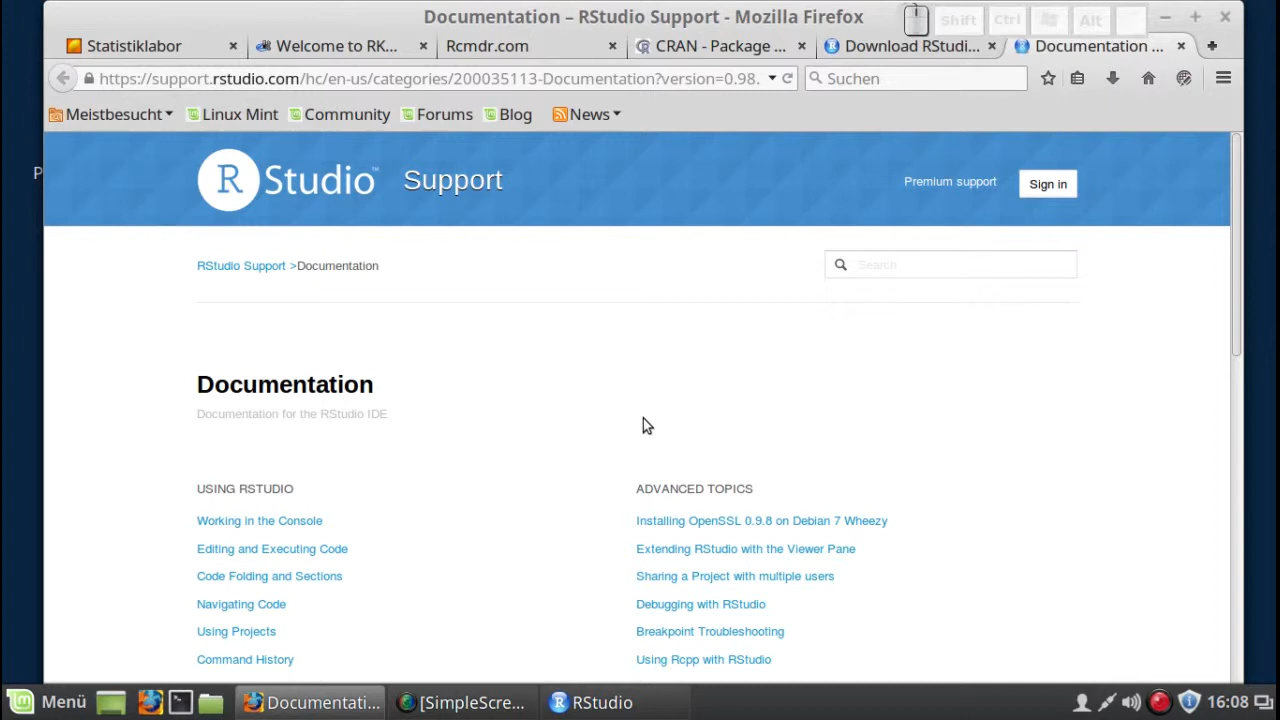 Documentation – RStudio Support - Mozilla Firefox
Shift Ctrl Alt
Statistiklabor
Welcome to RK...
Rcmdr.com
CRAN - Package ...
Download RStudi...
Documentation ...
https://support.rstudio.com/hc/en-us/categories/200035113-Documentation?version=0.98.
Suchen
Meistbesucht
Linux Mint
Community
Forums
Blog
News
P
R Studio™ Support
Premium support
Sign in
RStudio Support >Documentation
Search
Documentation
Documentation for the RStudio IDE
USING RSTUDIO
Working in the Console
Editing and Executing Code
Code Folding and Sections
Navigating Code
Using Projects
Command History
ADVANCED TOPICS
Installing OpenSSL 0.9.8 on Debian 7 Wheezy
Extending RStudio with the Viewer Pane
Sharing a Project with multiple users
Debugging with RStudio
Breakpoint Troubleshooting
Using Rcpp with RStudio
Menü
Documentati...
[SimpleScre...
RStudio
16:08